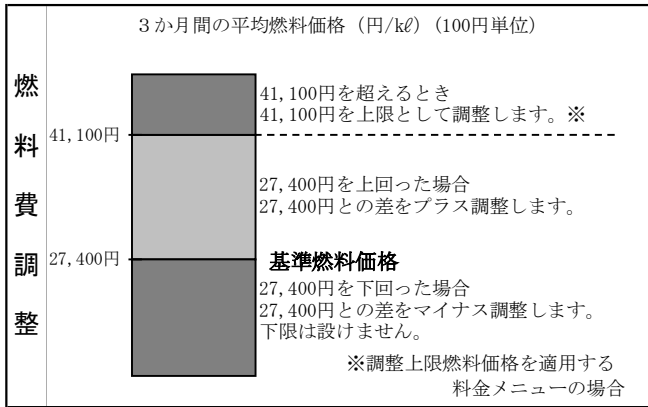 3か月間の平均燃料価格 (円/kℓ) (100円単位)
燃料費調整
41,100円を超えるとき
41,100円を上限として調整します。※
41,100円
27,400円を上回った場合
27,400円との差をプラス調整します。
27,400円
基準燃料価格
27,400円を下回った場合
27,400円との差をマイナス調整します。
下限は設けません。
※調整上限燃料価格を適用する
料金メニューの場合